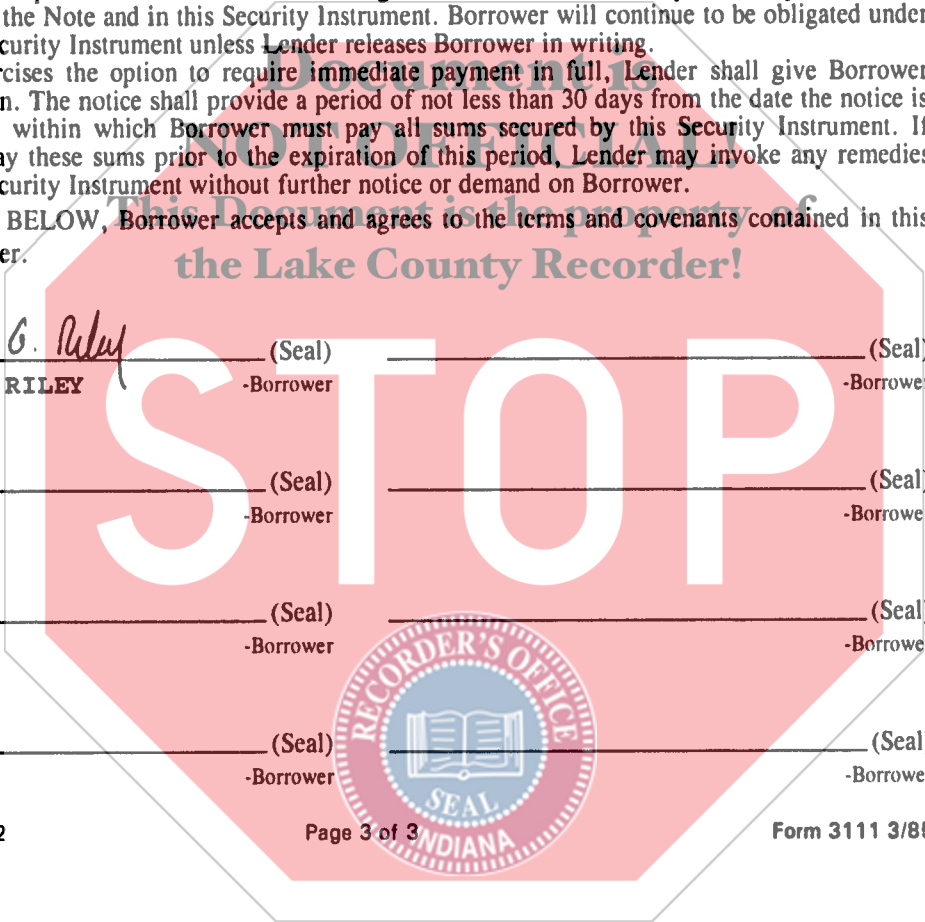 the Note and in this Security Instrument. Borrower will continue to be obligated under
curity Instrument unless Lender releases Borrower in writing.
rcises the option to require immediate payment in full, Lender shall give Borrower
n. The notice shall provide a period of not less than 30 days from the date the notice is
within which Borrower must pay all sums secured by this Security Instrument. If
ay these sums prior to the expiration of this period, Lender may invoke any remedies
curity Instrument without further notice or demand on Borrower.
BELOW, Borrower accepts and agrees to the terms and covenants contained in this
er.
Document is
NOT OFFICIAL!
This Document is the property of
the Lake County Recorder!
STOP
G. Riley (Seal) (Seal)
RILEY -Borrower -Borrower
(Seal) (Seal)
-Borrower -Borrowe
(Seal) (Seal)
-Borrower -Borrowe
(Seal) (Seal
-Borrower -Borrowe
RECORDER'S OFFICE
SEAL
INDIANA
2 Page 3 of 3 Form 3111 3/85